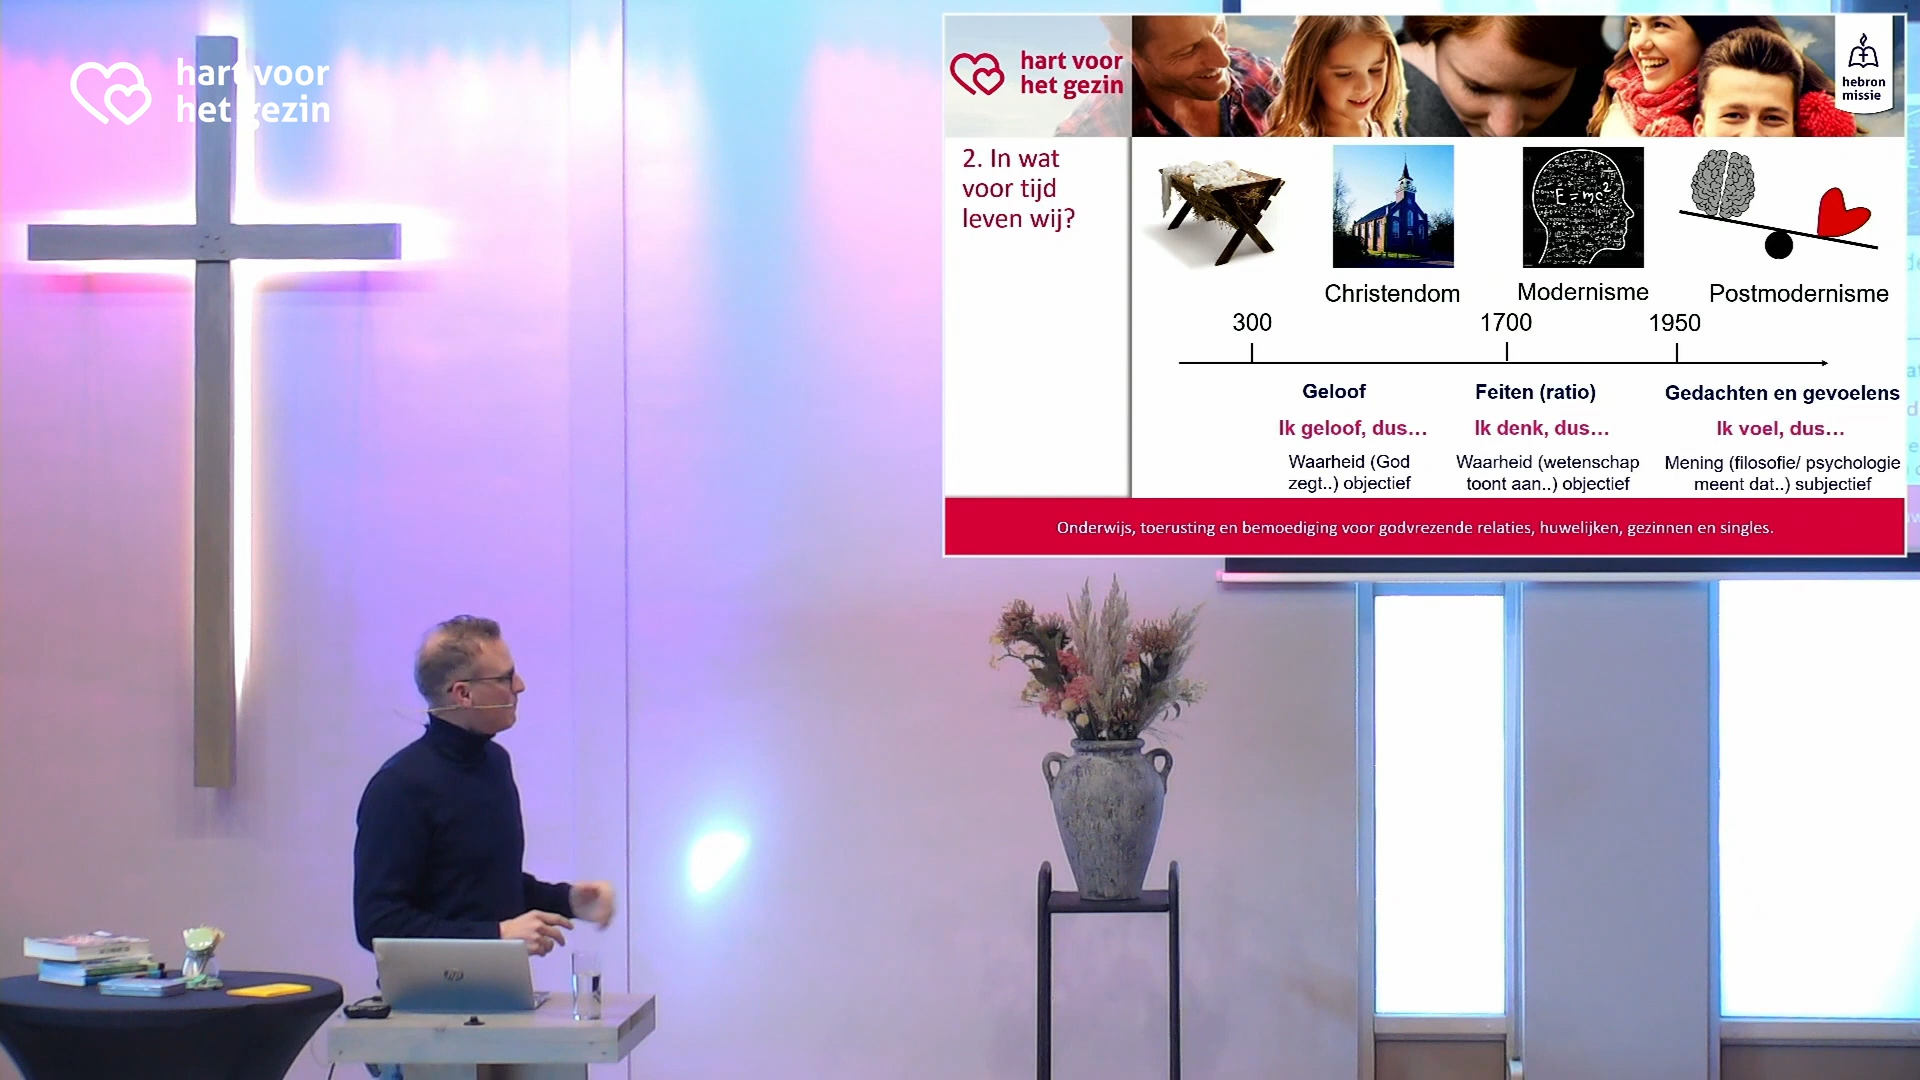 hart voor
het gezin
hart voor
het gezin
hebron
missie
2. In wat
voor tijd
leven wij?
E=mc²
Christendom
Modernisme
Postmodernisme
300
1700
1950
Geloof
Feiten (ratio)
Gedachten en gevoelens
Ik geloof, dus...
Ik denk, dus...
Ik voel, dus...
Waarheid (God
zegt..) objectief
Waarheid (wetenschap
toont aan..) objectief
Mening (filosofie/ psychologie
meent dat..) subjectief
Onderwijs, toerusting en bemoediging voor godvrezende relaties, huwelijken, gezinnen en singles.
hp